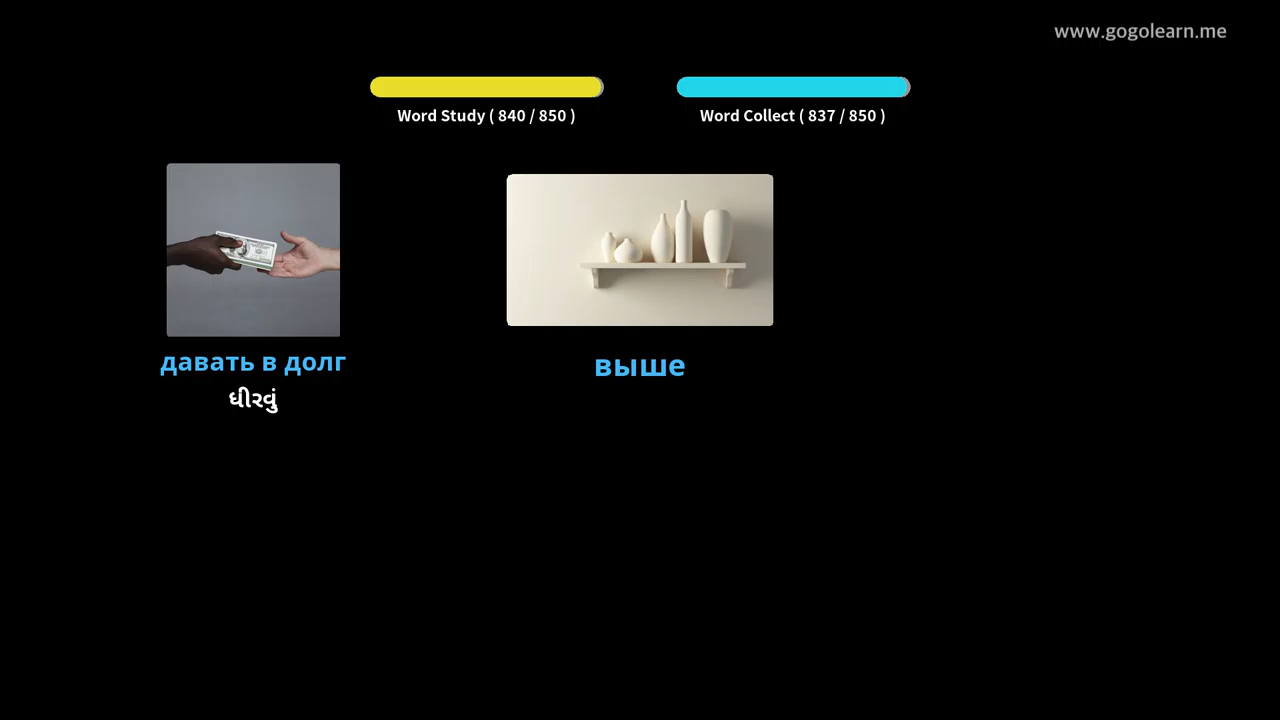 www.gogolearn.me
Word Study ( 840 / 850 )
Word Collect ( 837 / 850 )
давать в долг
ધીરવું
выше